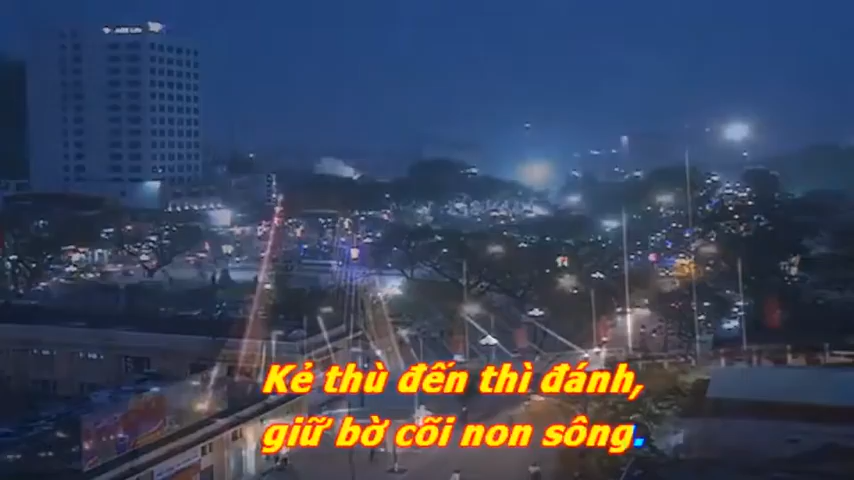 Kẻ thù đến thì đánh,
giữ bờ cõi non sông.